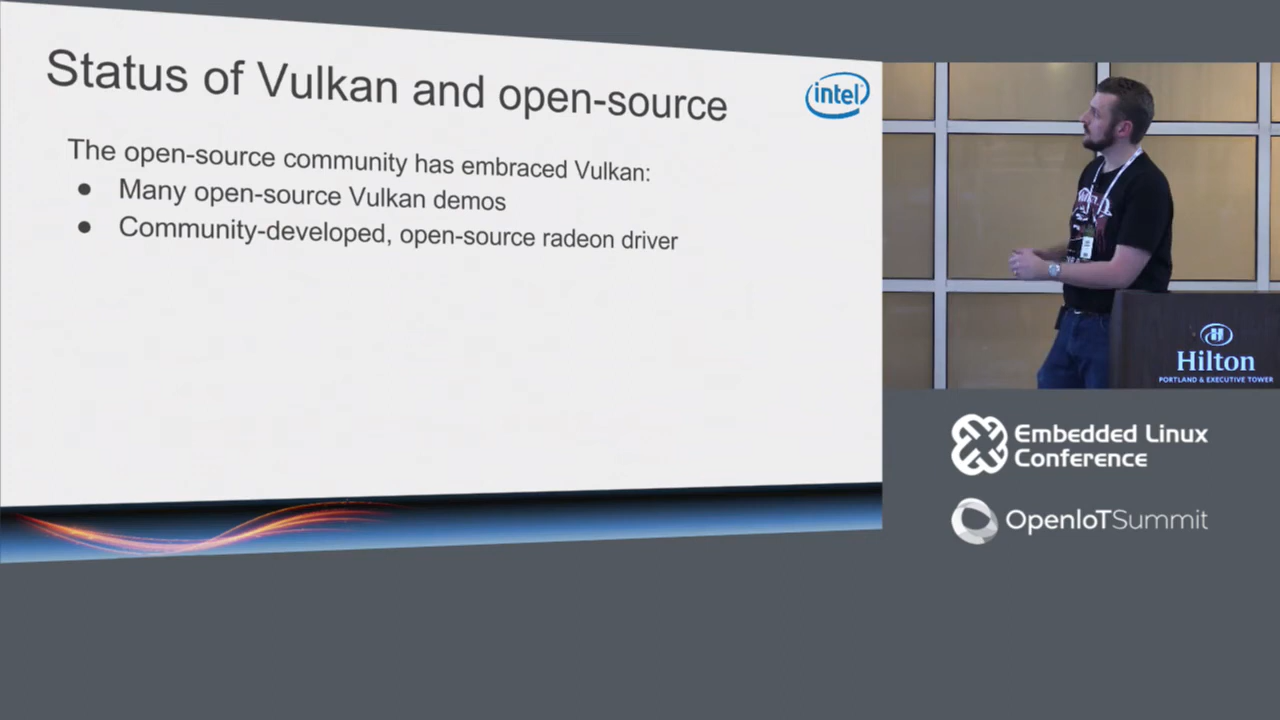 Status of Vulkan and open-source
intel
The open-source community has embraced Vulkan:
● Many open-source Vulkan demos
● Community-developed, open-source radeon driver
H
Hilton
PORTLAND & EXECUTIVE TOWER
Embedded Linux
Conference
OpenIoTSummit